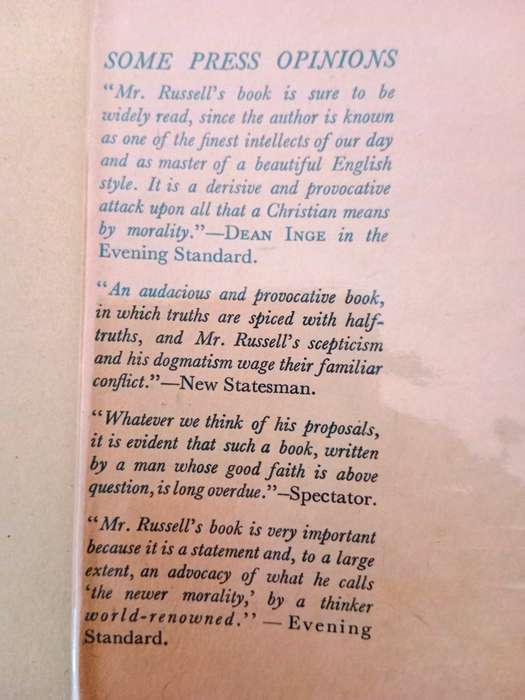 SOME PRESS OPINIONS
“Mr. Russell’s book is sure to be
widely read, since the author is known
as one of the finest intellects of our day
and as master of a beautiful English
style. It is a derisive and provocative
attack upon all that a Christian means
by morality.”—DEAN INGE in the
Evening Standard.
“An audacious and provocative book,
in which truths are spiced with half-
truths, and Mr. Russell’s scepticism
and his dogmatism wage their familiar
conflict.”—New Statesman.
“Whatever we think of his proposals,
it is evident that such a book, written
by a man whose good faith is above
question, is long overdue.”—Spectator.
“Mr. Russell’s book is very important
because it is a statement and, to a large
extent, an advocacy of what he calls
‘the newer morality,’ by a thinker
world-renowned.” — Evening
Standard.